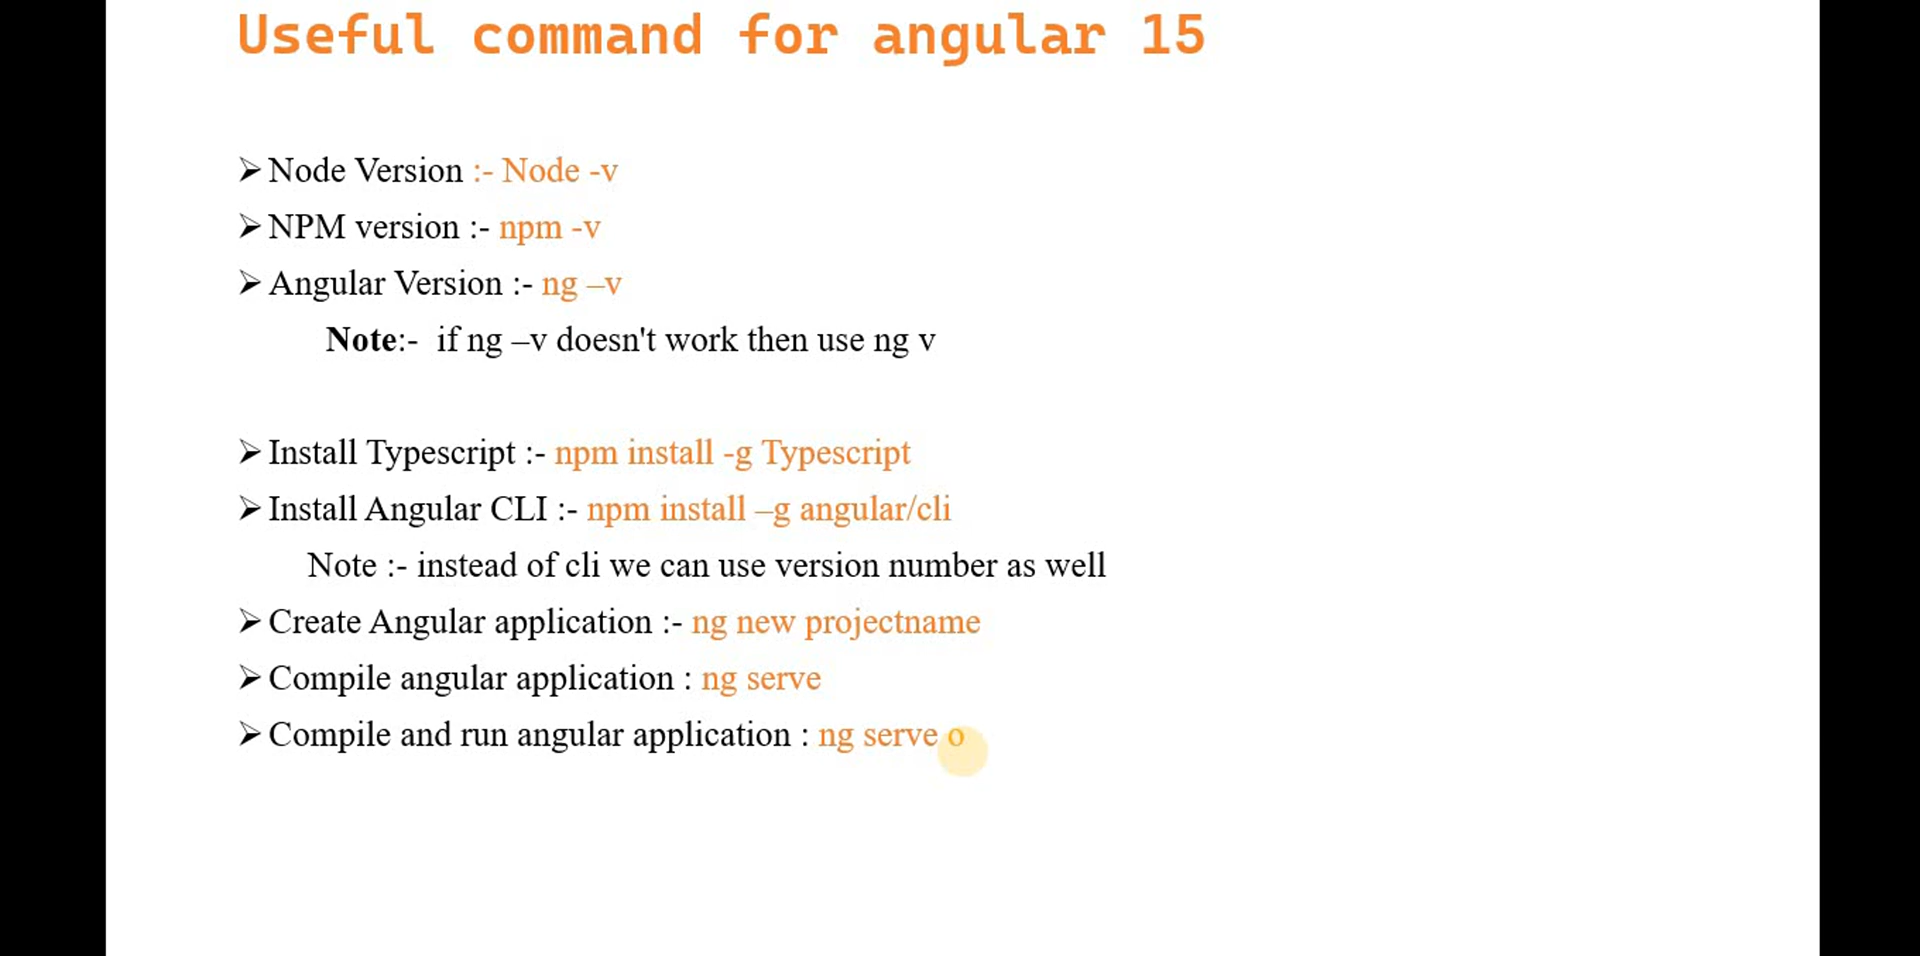 Useful command for angular 15
➢ Node Version :- Node -v
➢ NPM version :- npm -v
➢ Angular Version :- ng –v
Note:- if ng –v doesn't work then use ng v
➢ Install Typescript :- npm install -g Typescript
➢ Install Angular CLI :- npm install –g angular/cli
Note :- instead of cli we can use version number as well
➢ Create Angular application :- ng new projectname
➢ Compile angular application : ng serve
➢ Compile and run angular application : ng serve o